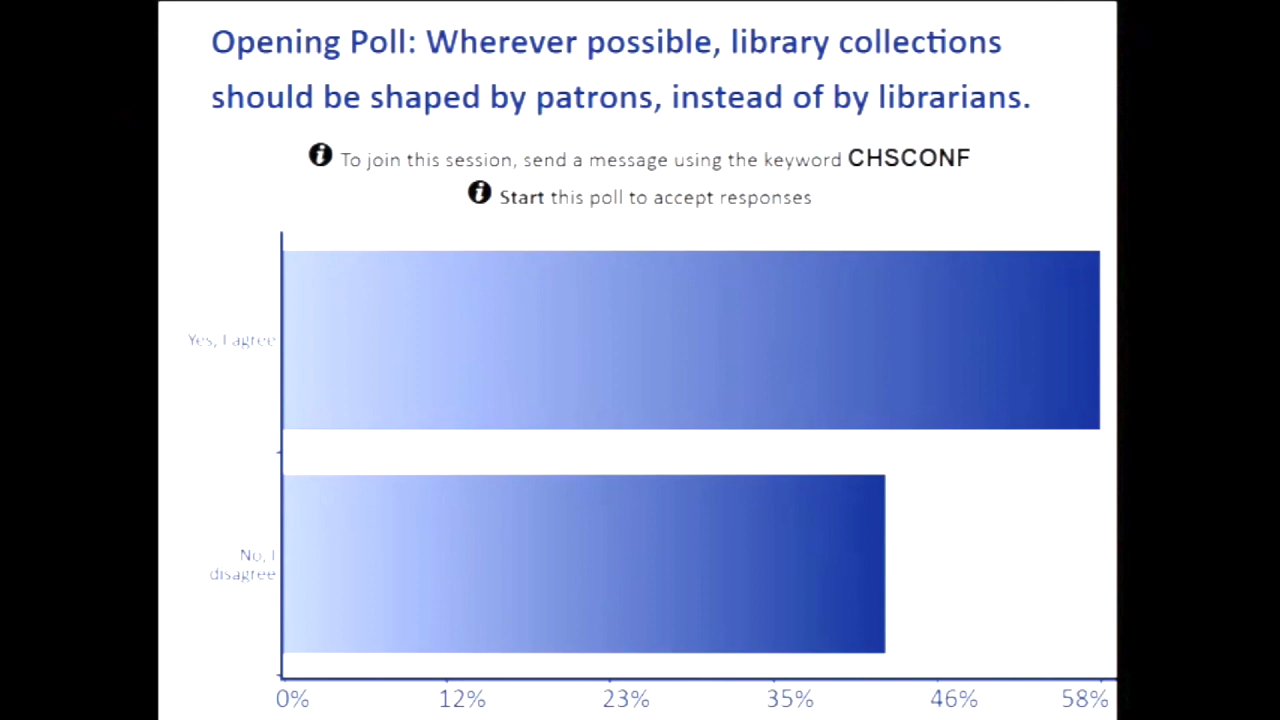 Opening Poll: Wherever possible, library collections
should be shaped by patrons, instead of by librarians.
To join this session, send a message using the keyword CHSCONF
Start this poll to accept responses
Yes, I agree
No, I
disagree
0% 12% 23% 35% 46% 58%